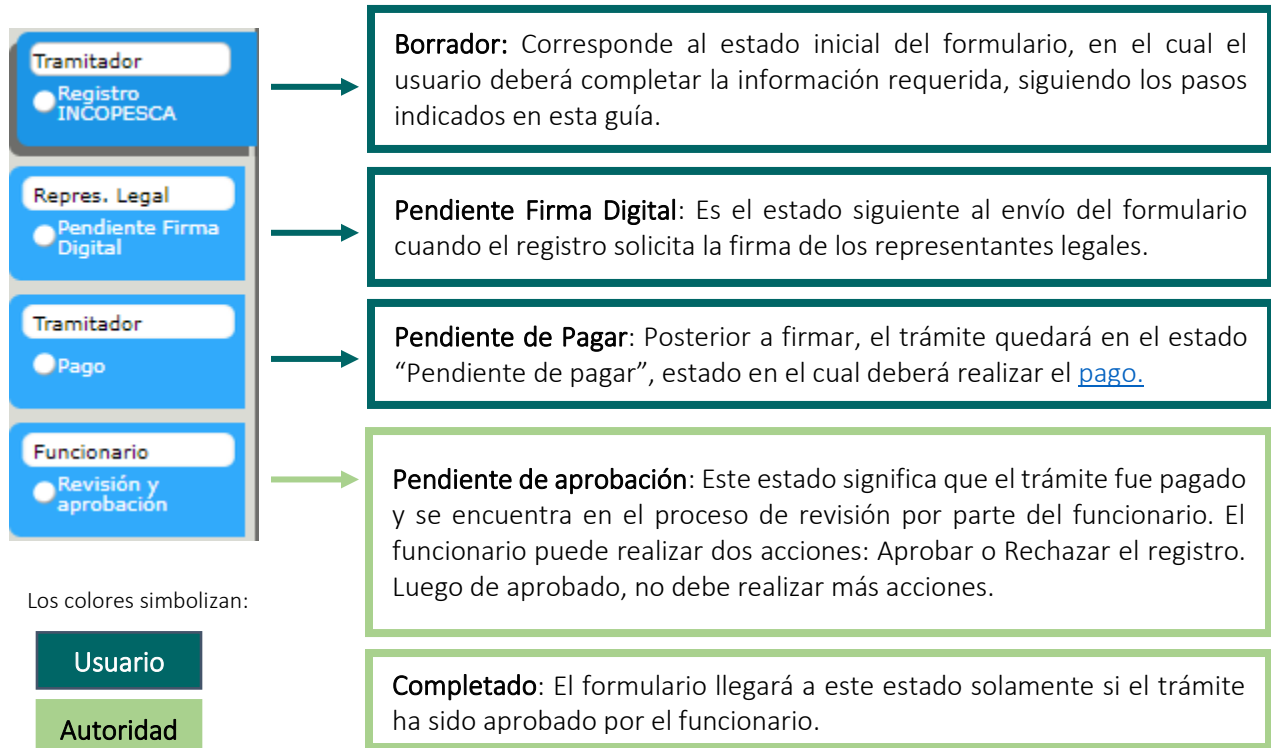 Tramitador
Registro
INCOPESCA
Borrador: Corresponde al estado inicial del formulario, en el cual el
usuario deberá completar la información requerida, siguiendo los pasos
indicados en esta guía.
Repres. Legal
Pendiente Firma
Digital
Pendiente Firma Digital: Es el estado siguiente al envío del formulario
cuando el registro solicita la firma de los representantes legales.
Tramitador
Pago
Pendiente de Pagar: Posterior a firmar, el trámite quedará en el estado
“Pendiente de pagar”, estado en el cual deberá realizar el pago.
Funcionario
Revisión y
aprobación
Pendiente de aprobación: Este estado significa que el trámite fue pagado
y se encuentra en el proceso de revisión por parte del funcionario. El
funcionario puede realizar dos acciones: Aprobar o Rechazar el registro.
Luego de aprobado, no debe realizar más acciones.
Los colores simbolizan:
Usuario
Autoridad
Completado: El formulario llegará a este estado solamente si el trámite
ha sido aprobado por el funcionario.